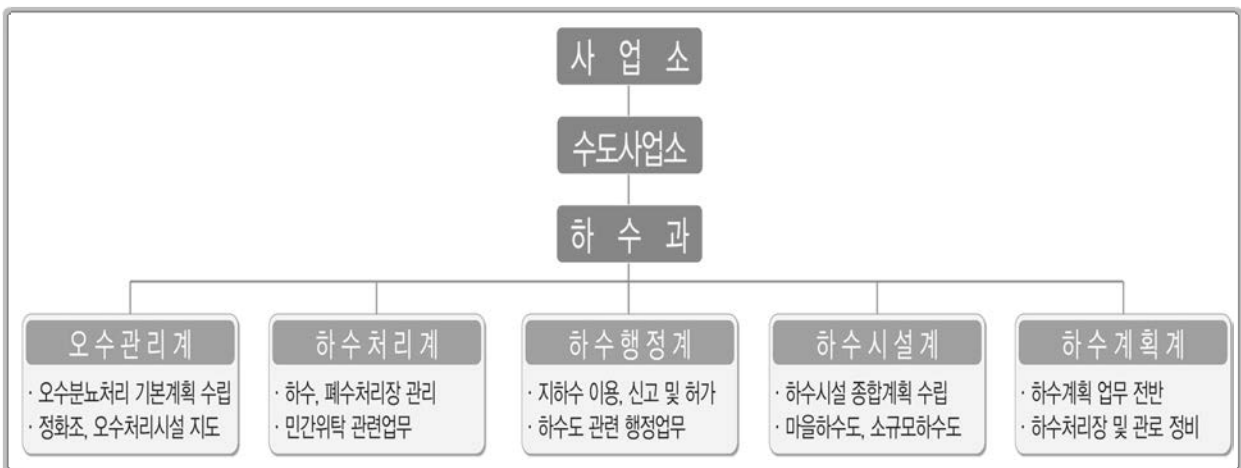 사 업 소
수도사업소
하 수 과
오수관리계
· 오수분뇨처리 기본계획 수립
· 정화조, 오수처리시설 지도
하수처리계
· 하수, 폐수처리장 관리
· 민간위탁 관련업무
하수행정계
· 지하수 이용, 신고 및 허가
· 하수도 관련 행정업무
하수시설계
· 하수시설 종합계획 수립
· 마을하수도, 소규모하수도
하수계획계
· 하수계획 업무 전반
· 하수처리장 및 관로 정비